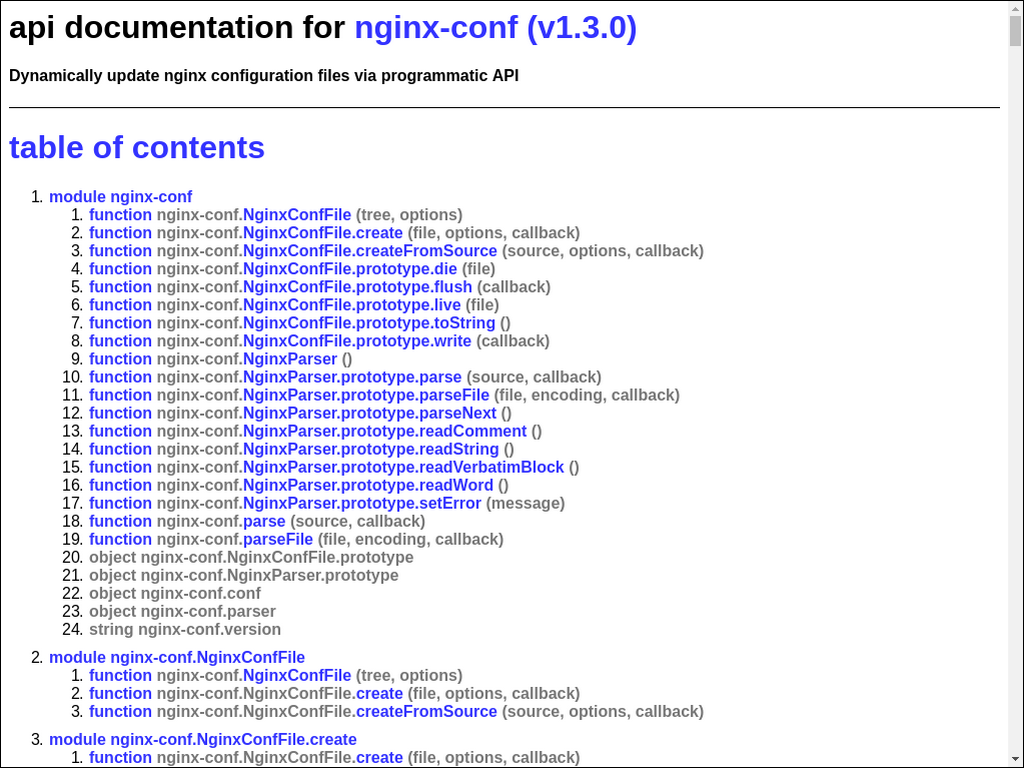 api documentation for nginx-conf (v1.3.0)
Dynamically update nginx configuration files via programmatic API
table of contents
1. module nginx-conf
1. function nginx-conf.NginxConfFile (tree, options)
2. function nginx-conf.NginxConfFile.create (file, options, callback)
3. function nginx-conf.NginxConfFile.createFromSource (source, options, callback)
4. function nginx-conf.NginxConfFile.prototype.die (file)
5. function nginx-conf.NginxConfFile.prototype.flush (callback)
6. function nginx-conf.NginxConfFile.prototype.live (file)
7. function nginx-conf.NginxConfFile.prototype.toString ()
8. function nginx-conf.NginxConfFile.prototype.write (callback)
9. function nginx-conf.NginxParser ()
10. function nginx-conf.NginxParser.prototype.parse (source, callback)
11. function nginx-conf.NginxParser.prototype.parseFile (file, encoding, callback)
12. function nginx-conf.NginxParser.prototype.parseNext ()
13. function nginx-conf.NginxParser.prototype.readComment ()
14. function nginx-conf.NginxParser.prototype.readString ()
15. function nginx-conf.NginxParser.prototype.readVerbatimBlock ()
16. function nginx-conf.NginxParser.prototype.readWord ()
17. function nginx-conf.NginxParser.prototype.setError (message)
18. function nginx-conf.parse (source, callback)
19. function nginx-conf.parseFile (file, encoding, callback)
20. object nginx-conf.NginxConfFile.prototype
21. object nginx-conf.NginxParser.prototype
22. object nginx-conf.conf
23. object nginx-conf.parser
24. string nginx-conf.version
2. module nginx-conf.NginxConfFile
1. function nginx-conf.NginxConfFile (tree, options)
2. function nginx-conf.NginxConfFile.create (file, options, callback)
3. function nginx-conf.NginxConfFile.createFromSource (source, options, callback)
3. module nginx-conf.NginxConfFile.create
1. function nginx-conf.NginxConfFile.create (file, options, callback)